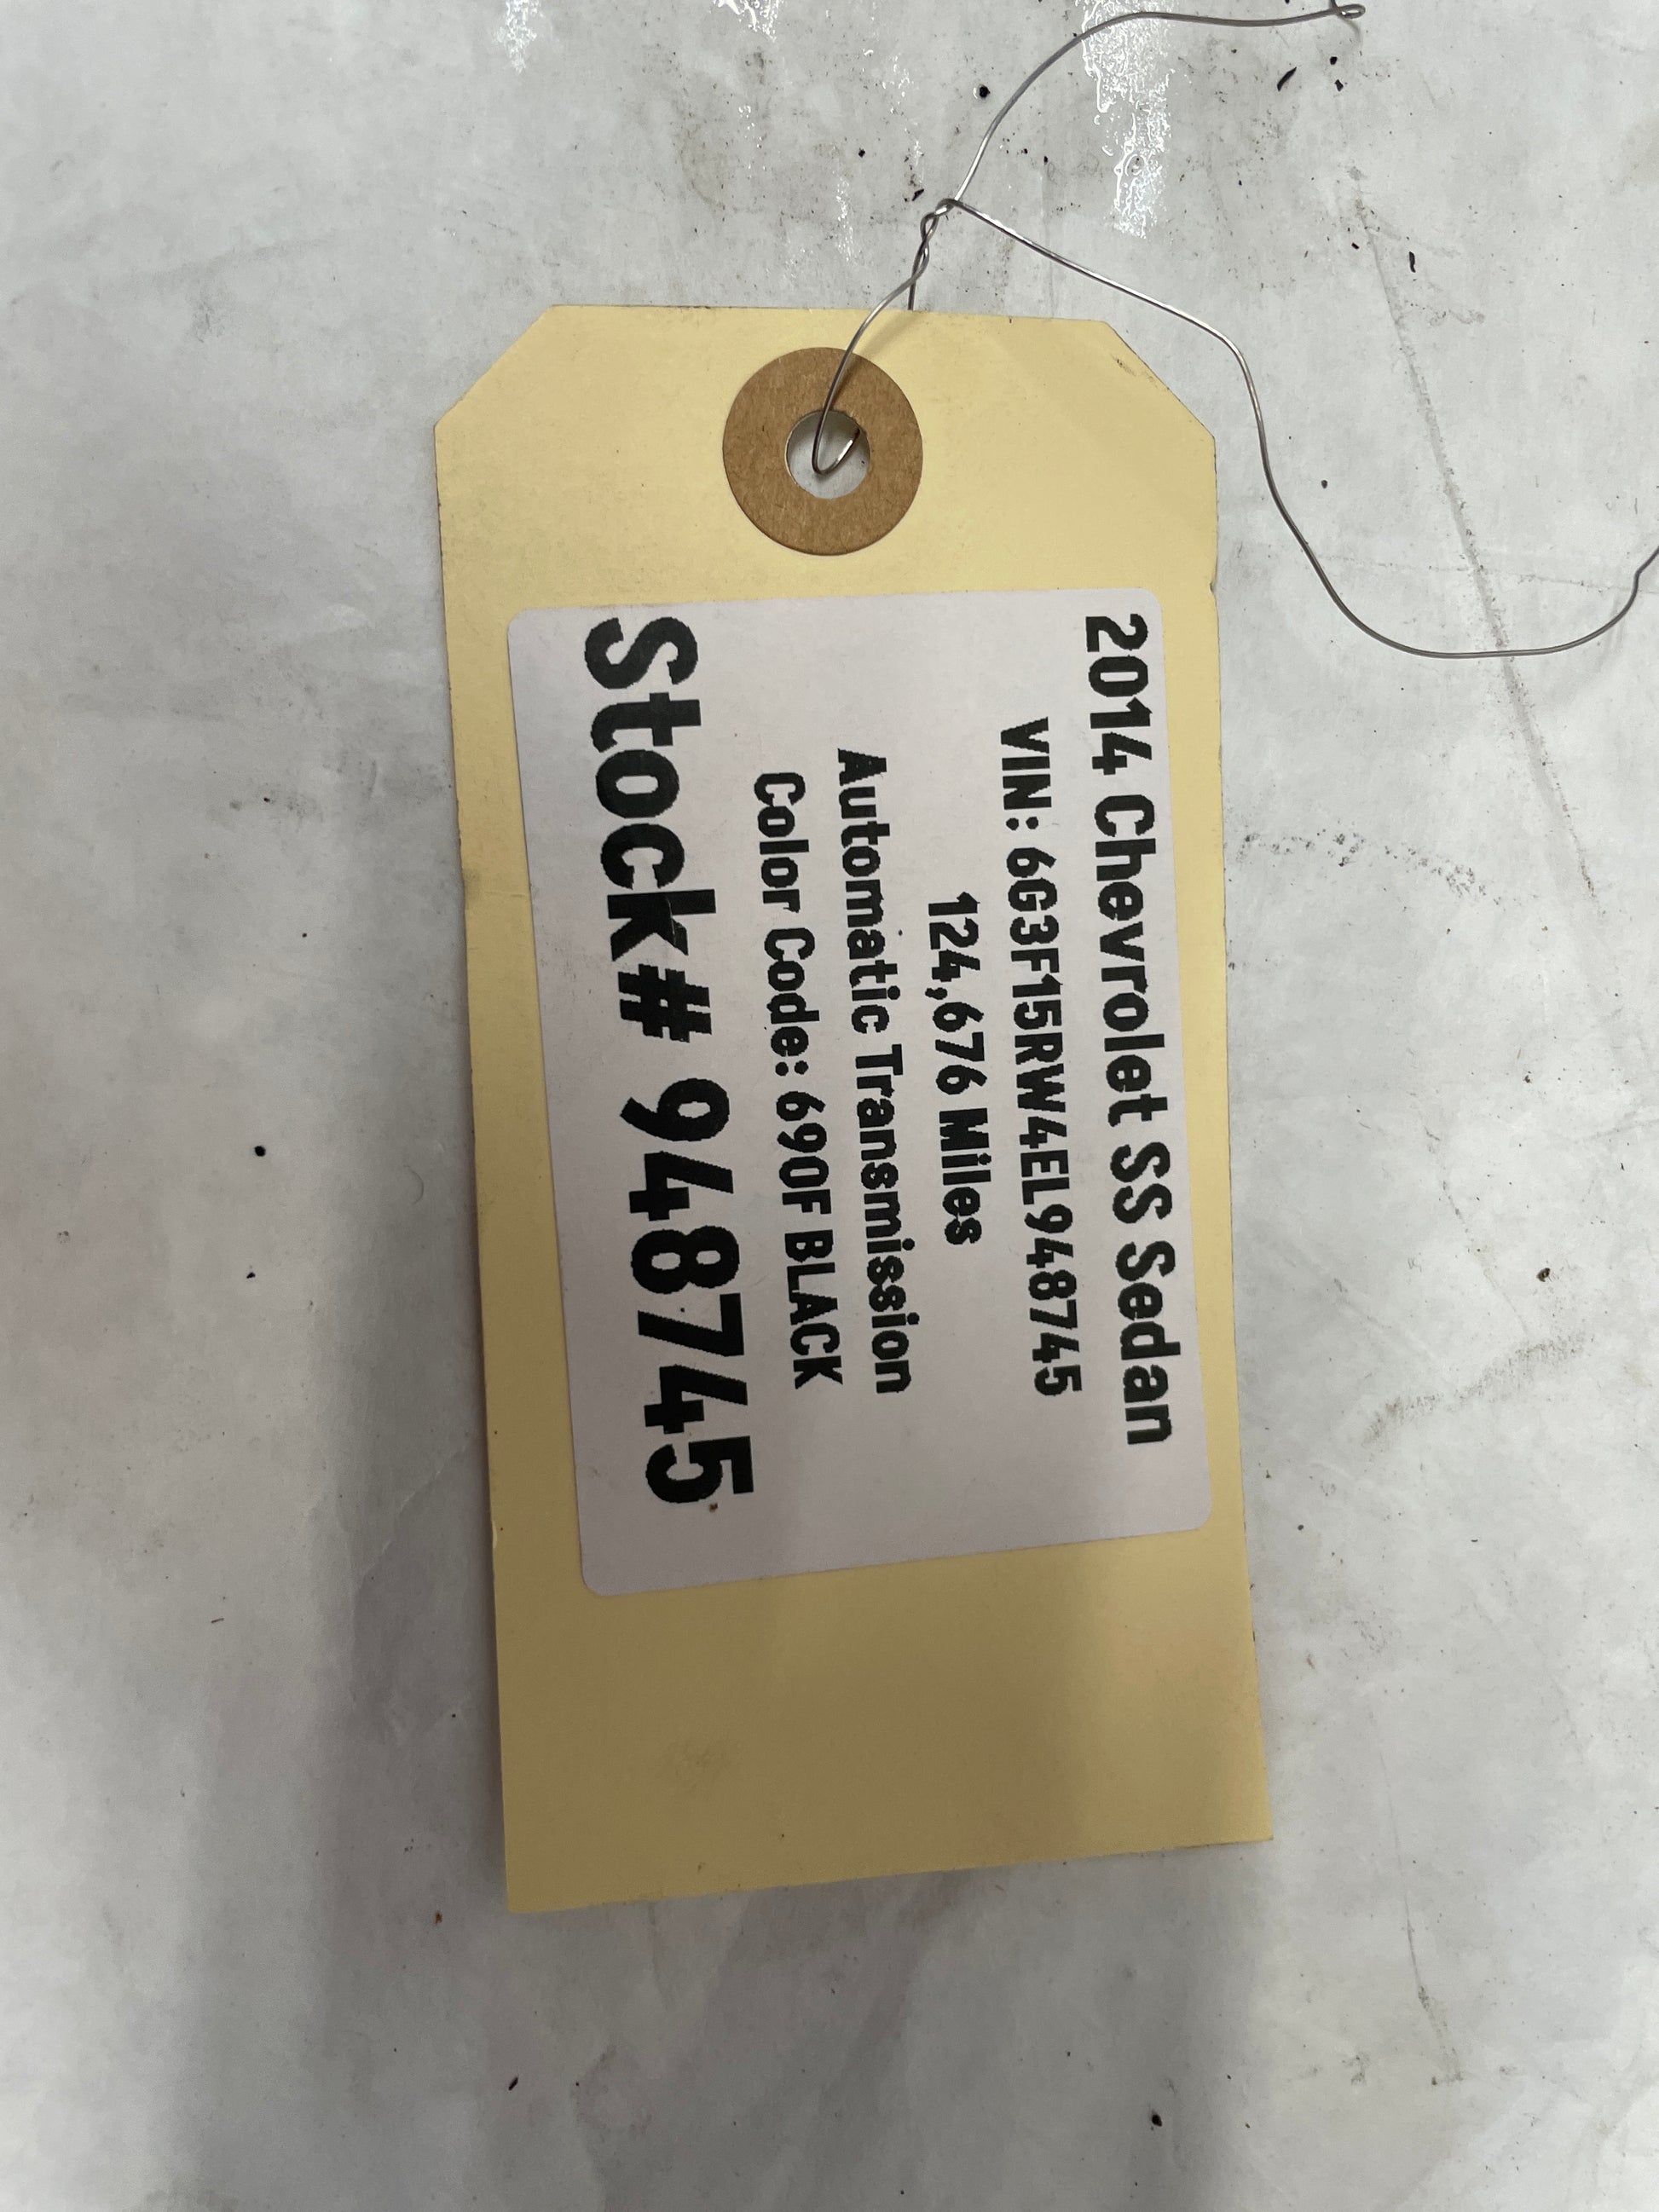 2014 Chevrolet SS Sedan
VIN: 6G3F15RW4EL948745
124,676 Miles
Automatic Transmission
Color Code: 690F BLACK
Stock# 948745